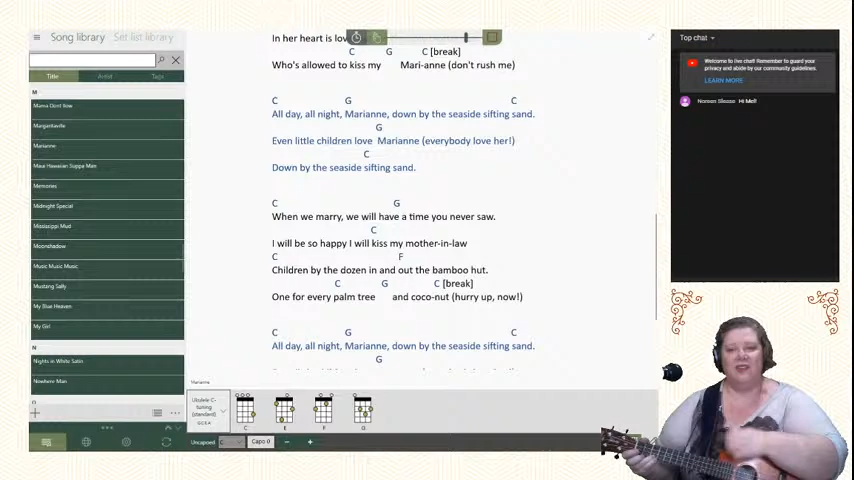 Song library Set list library
Title Artist Tags
M
Mama Dont llow
Margaritaville
Marianne
Maui Hawaiian Suppa Man
Memories
Midnight Special
Mississippi Mud
Moonshadow
Music Music Music
Mustang Sally
My Blue Heaven
My Girl
N
Nights in White Satin
Nowhere Man
In her heart is lov
C G C [break]
Who's allowed to kiss my Mari-anne (don't rush me)
C G C
All day, all night, Marianne, down by the seaside sifting sand.
G
Even little children love Marianne (everybody love her!)
C
Down by the seaside sifting sand.
C G
When we marry, we will have a time you never saw.
C
I will be so happy I will kiss my mother-in-law
C F
Children by the dozen in and out the bamboo hut.
C G C [break]
One for every palm tree and coco-nut (hurry up, now!)
C G C
All day, all night, Marianne, down by the seaside sifting sand.
G
Marianne
Ukulele C-
tuning
(standard)
G C E A
C E F G
Uncapoed C Capo 0 - +
Top chat
Welcome to live chat! Remember to guard your
privacy and abide by our community guidelines.
LEARN MORE
Noreen Hi Mel!